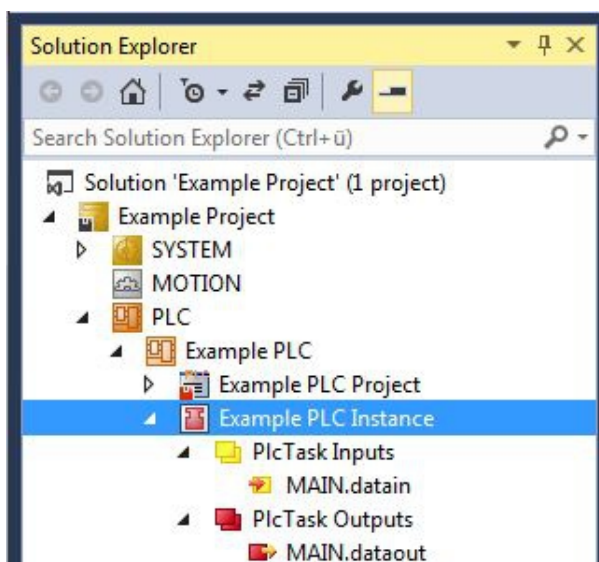 Solution Explorer
Search Solution Explorer (Ctrl+ü)
Solution 'Example Project' (1 project)
Example Project
SYSTEM
MOTION
PLC
Example PLC
Example PLC Project
Example PLC Instance
PlcTask Inputs
MAIN.datain
PlcTask Outputs
MAIN.dataout